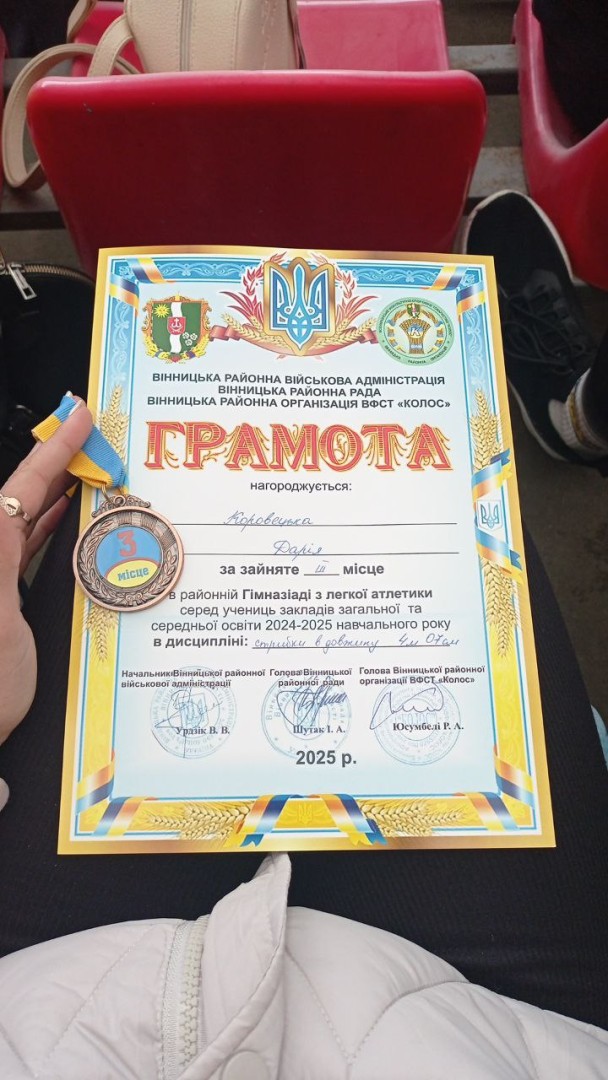 ВІННИЦЬКА РАЙОННА ВІЙСЬКОВА АДМІНІСТРАЦІЯ
ВІННИЦЬКА РАЙОННА РАДА
ВІННИЦЬКА РАЙОННА ОРГАНІЗАЦІЯ ВФСТ «КОЛОС»
ГРАМОТА
нагороджується:
Коровецька
Дарія
за зайняте III місце
в районній Гімназіаді з легкої атлетики
серед учениць закладів загальної та
середньої освіти 2024-2025 навчального року
в дисципліні: стрибки в довжину 4м 07см
Начальник Вінницької районної
військової адміністрації
Урдзік В. В.
Голова Вінницької
районної ради
Шутак І. А.
Голова Вінницької районної
організації ВФСТ «Колос»
Юсумбелі Р. А.
2025 р.
3
місце